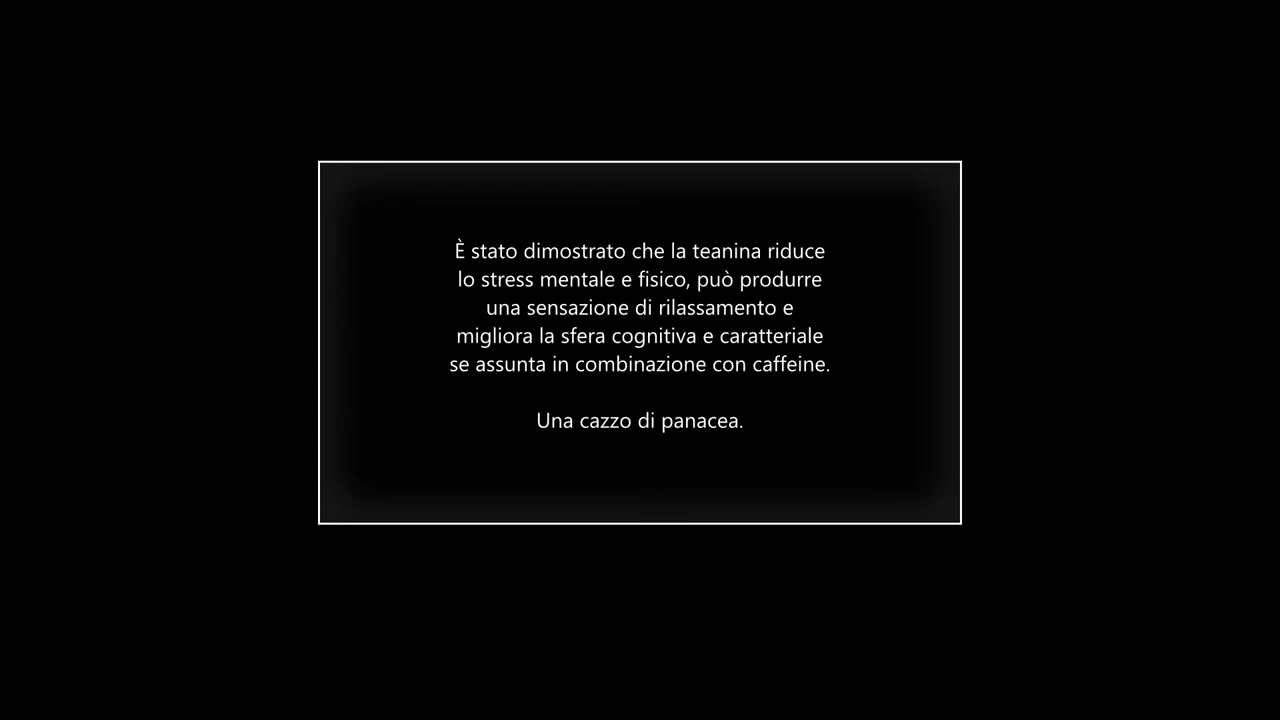 È stato dimostrato che la teanina riduce
lo stress mentale e fisico, può produrre
una sensazione di rilassamento e
migliora la sfera cognitiva e caratteriale
se assunta in combinazione con caffeine.
Una cazzo di panacea.